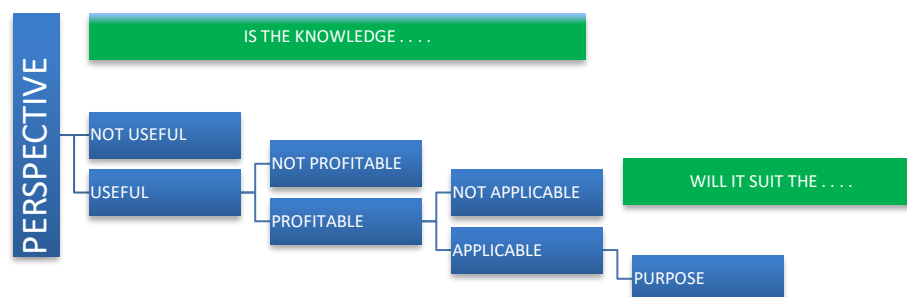 PERSPECTIVE
IS THE KNOWLEDGE . . . .
NOT USEFUL
USEFUL
NOT PROFITABLE
PROFITABLE
NOT APPLICABLE
APPLICABLE
WILL IT SUIT THE . . . .
PURPOSE